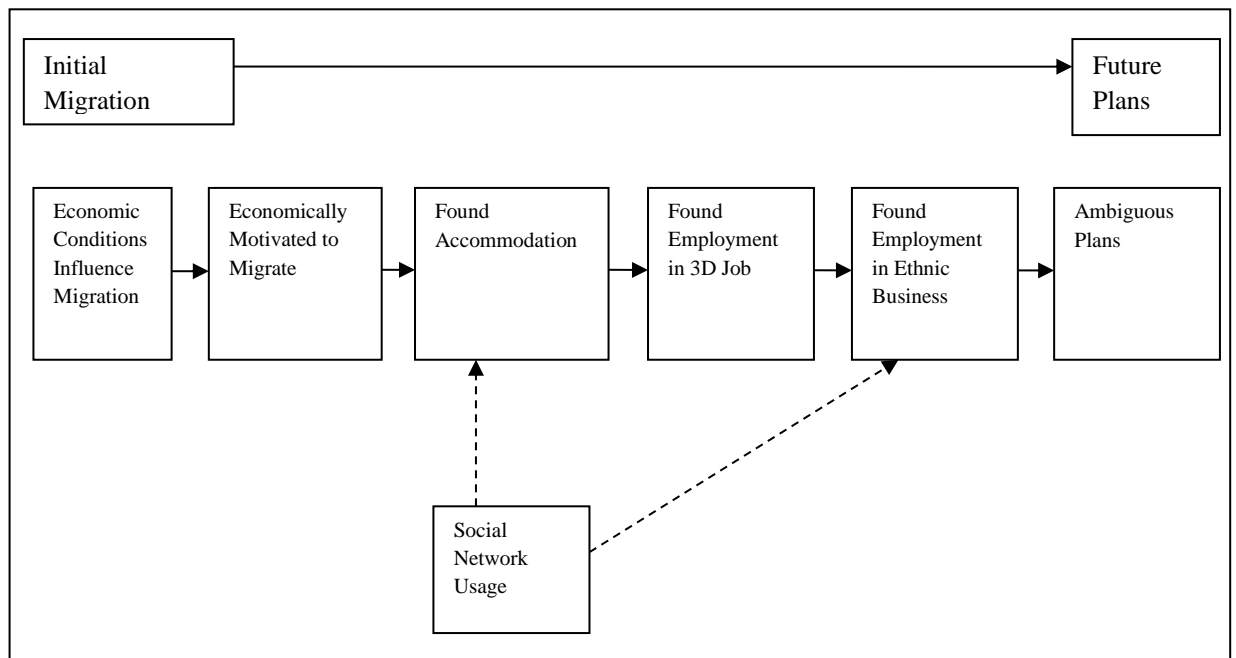 Initial
Migration
Future
Plans
Economic
Conditions
Influence
Migration
Economically
Motivated to
Migrate
Found
Accommodation
Found
Employment
in 3D Job
Found
Employment
in Ethnic
Business
Ambiguous
Plans
Social
Network
Usage